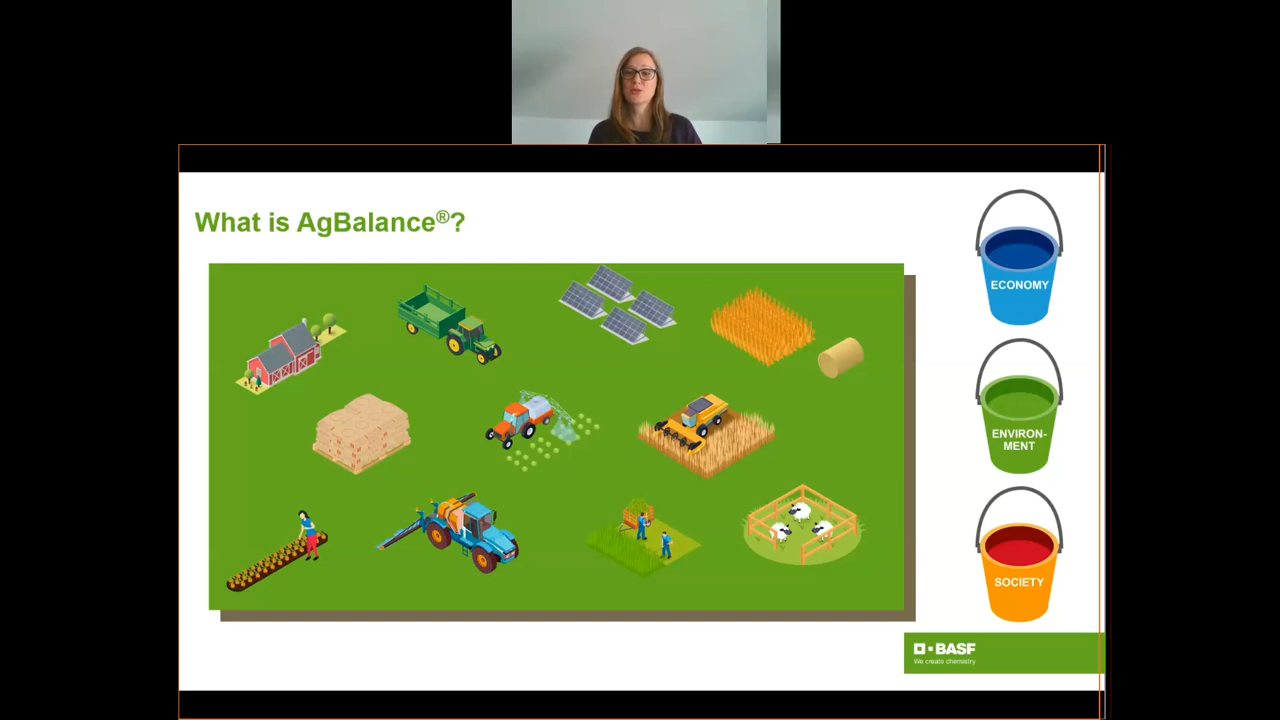 What is AgBalance®?
ECONOMY
ENVIRON-
MENT
SOCIETY
BASF
We create chemistry